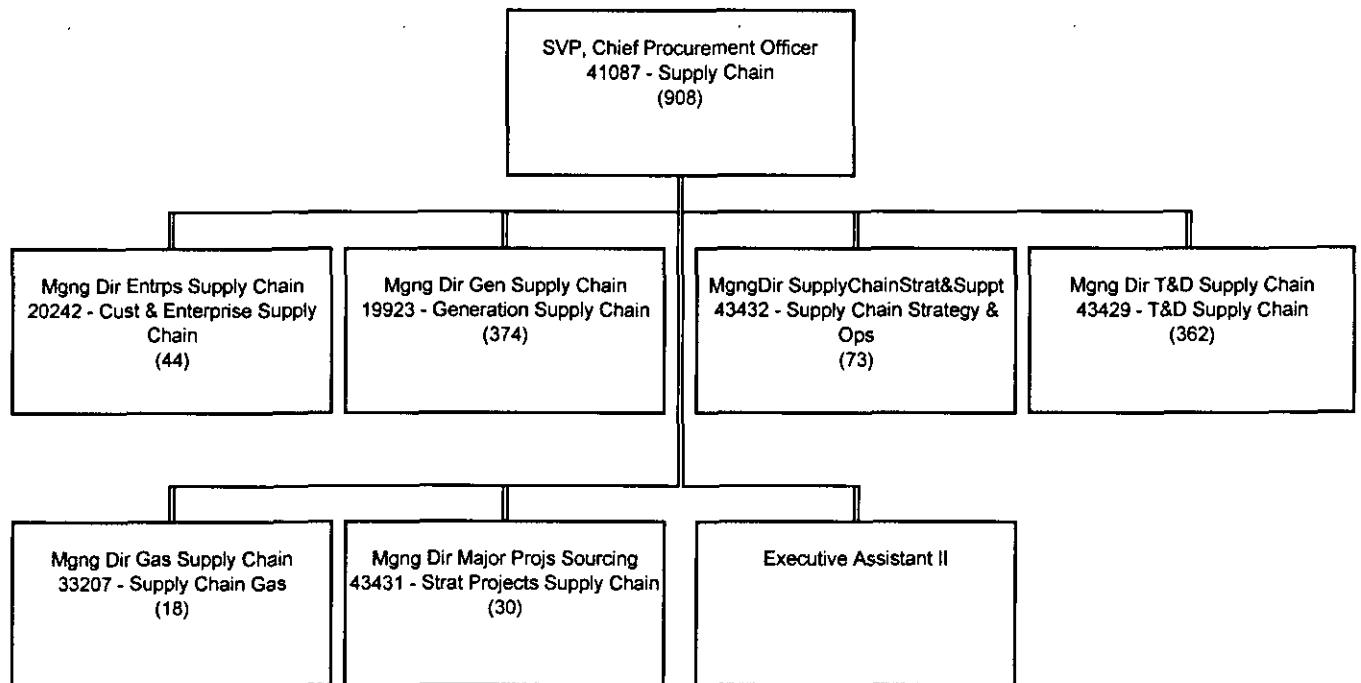 SVP, Chief Procurement Officer
41087 - Supply Chain
(908)
Mgng Dir Entrps Supply Chain
20242 - Cust & Enterprise Supply
Chain
(44)
Mgng Dir Gen Supply Chain
19923 - Generation Supply Chain
(374)
MgngDir SupplyChainStrat&Suppt
43432 - Supply Chain Strategy &
Ops
(73)
Mgng Dir T&D Supply Chain
43429 - T&D Supply Chain
(362)
Mgng Dir Gas Supply Chain
33207 - Supply Chain Gas
(18)
Mgng Dir Major Projs Sourcing
43431 - Strat Projects Supply Chain
(30)
Executive Assistant II